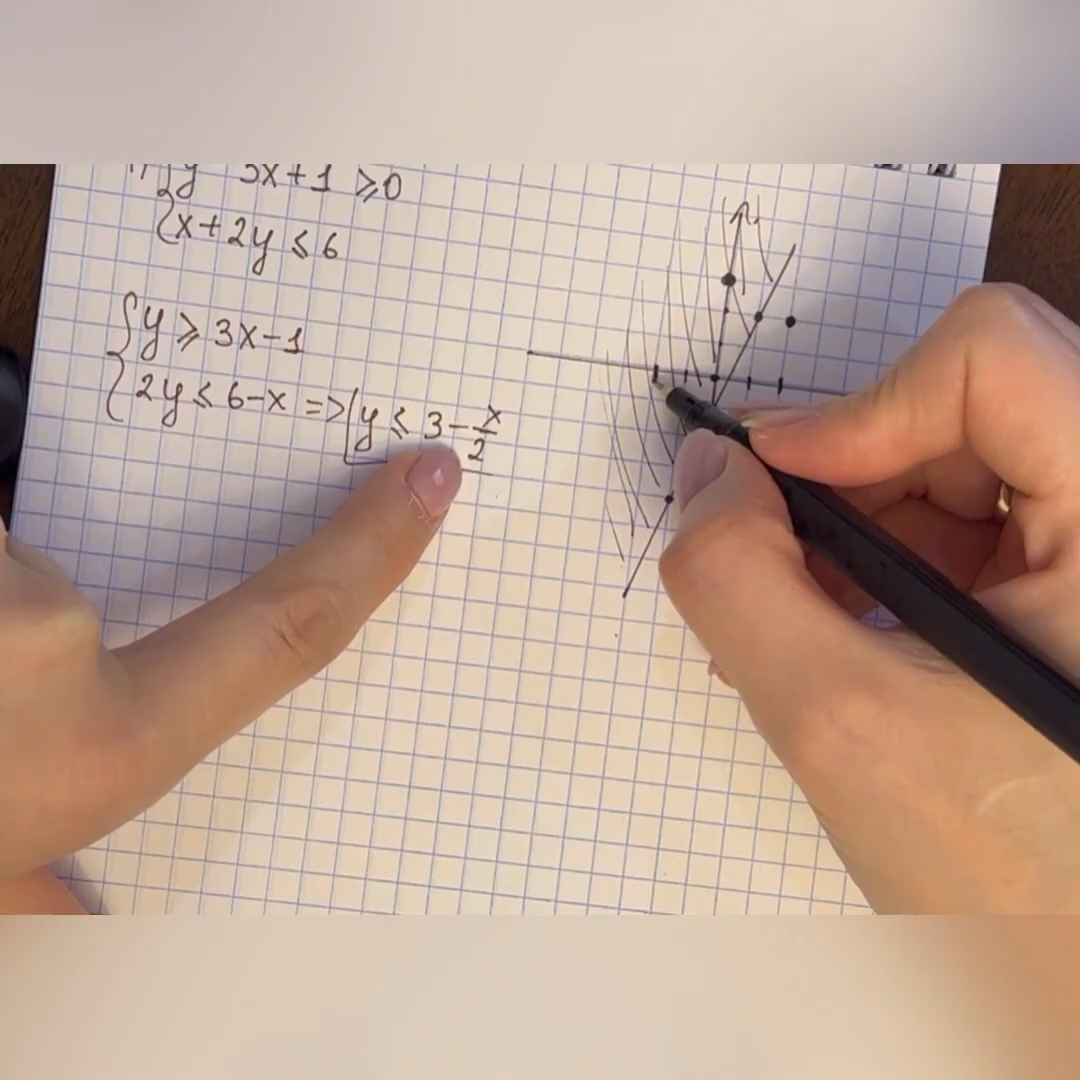 y 3x+1 ≥0
x+2y ≤ 6
y ≥ 3x-1
2y ≤ 6-x => y ≤ 3-x/2